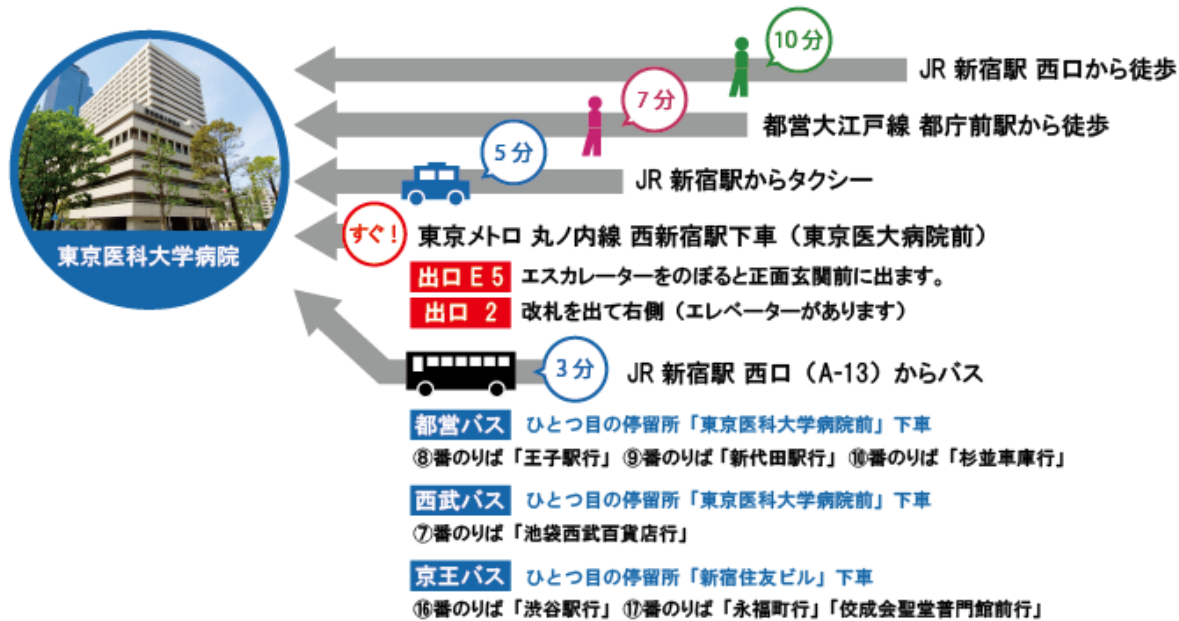 10分
JR 新宿駅 西口から徒歩
7分
都営大江戸線 都庁前駅から徒歩
5分
JR 新宿駅からタクシー
東京医科大学病院
すぐ！
東京メトロ 丸ノ内線 西新宿駅下車（東京医大病院前）
出口 E 5 エスカレーターをのぼると正面玄関前に出ます。
出口 2 改札を出て右側（エレベーターがあります）
3分
JR 新宿駅 西口（A-13）からバス
都営バス ひとつ目の停留所「東京医科大学病院前」下車
⑧番のりば「王子駅行」 ⑨番のりば「新代田駅行」 ⑩番のりば「杉並車庫行」
西武バス ひとつ目の停留所「東京医科大学病院前」下車
⑦番のりば「池袋西武百貨店行」
京王バス ひとつ目の停留所「新宿住友ビル」下車
⑯番のりば「渋谷駅行」 ⑰番のりば「永福町行」「佼成会聖堂普門館前行」